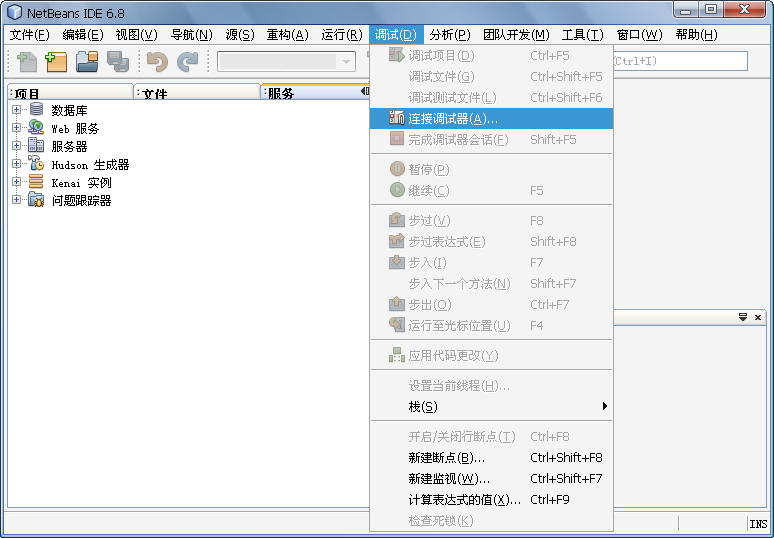 NetBeans IDE 6.8
文件(F) 编辑(E) 视图(V) 导航(N) 源(S) 重构(A) 运行(R) 调试(D) 分析(P) 团队开发(M) 工具(T) 窗口(W) 帮助(H)
(Ctrl+I)
项目 文件 服务
数据库
Web 服务
服务器
Hudson 生成器
Kenai 实例
问题跟踪器
调试项目(D) Ctrl+F5
调试文件(G) Ctrl+Shift+F5
调试测试文件(L) Ctrl+Shift+F6
连接调试器(A)...
完成调试器会话(F) Shift+F5
暂停(P)
继续(C) F5
步过(V) F8
步过表达式(E) Shift+F8
步入(I) F7
步入下一个方法(N) Shift+F7
步出(O) Ctrl+F7
运行至光标位置(U) F4
应用代码更改(Y)
设置当前线程(H)...
栈(S)
开启/关闭行断点(T) Ctrl+F8
新建断点(B)... Ctrl+Shift+F8
新建监视(W)... Ctrl+Shift+F7
计算表达式的值(X)... Ctrl+F9
检查死锁(K)
INS